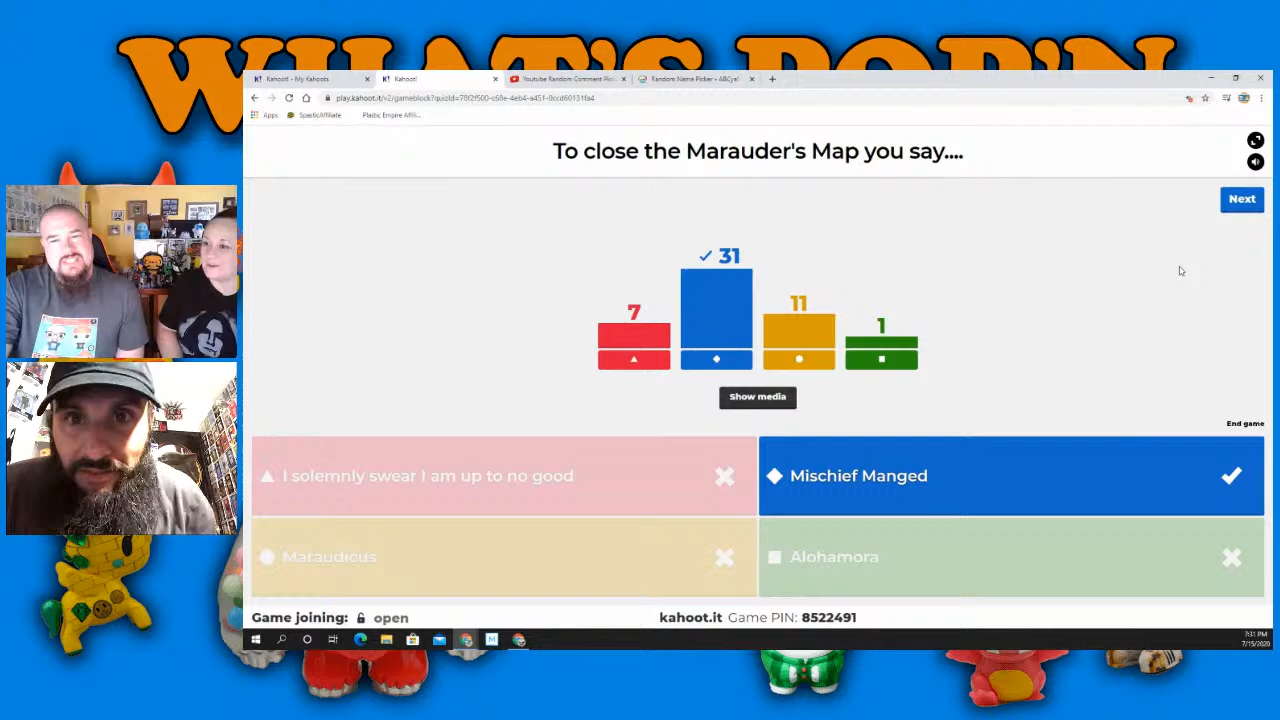 WHAT'S POP'N
Kahoot! - My Kahoots
Kahoot!
Youtube Random Comment Pic
Random Name Picker - ABCya!
play.kahoot.it/v2/gameblock?quizId=78f2f500-c68e-4eb4-a451-0ccd60131fa4
Apps
SpasticAffiliate
Plastic Empire Affili...
To close the Marauder's Map you say....
Next
31
11
7
1
Show media
End game
I solemnly swear I am up to no good
Mischief Manged
Maraudicus
Alohamora
Game joining: open
kahoot.it Game PIN: 8522491
7:31 PM
7/15/2020